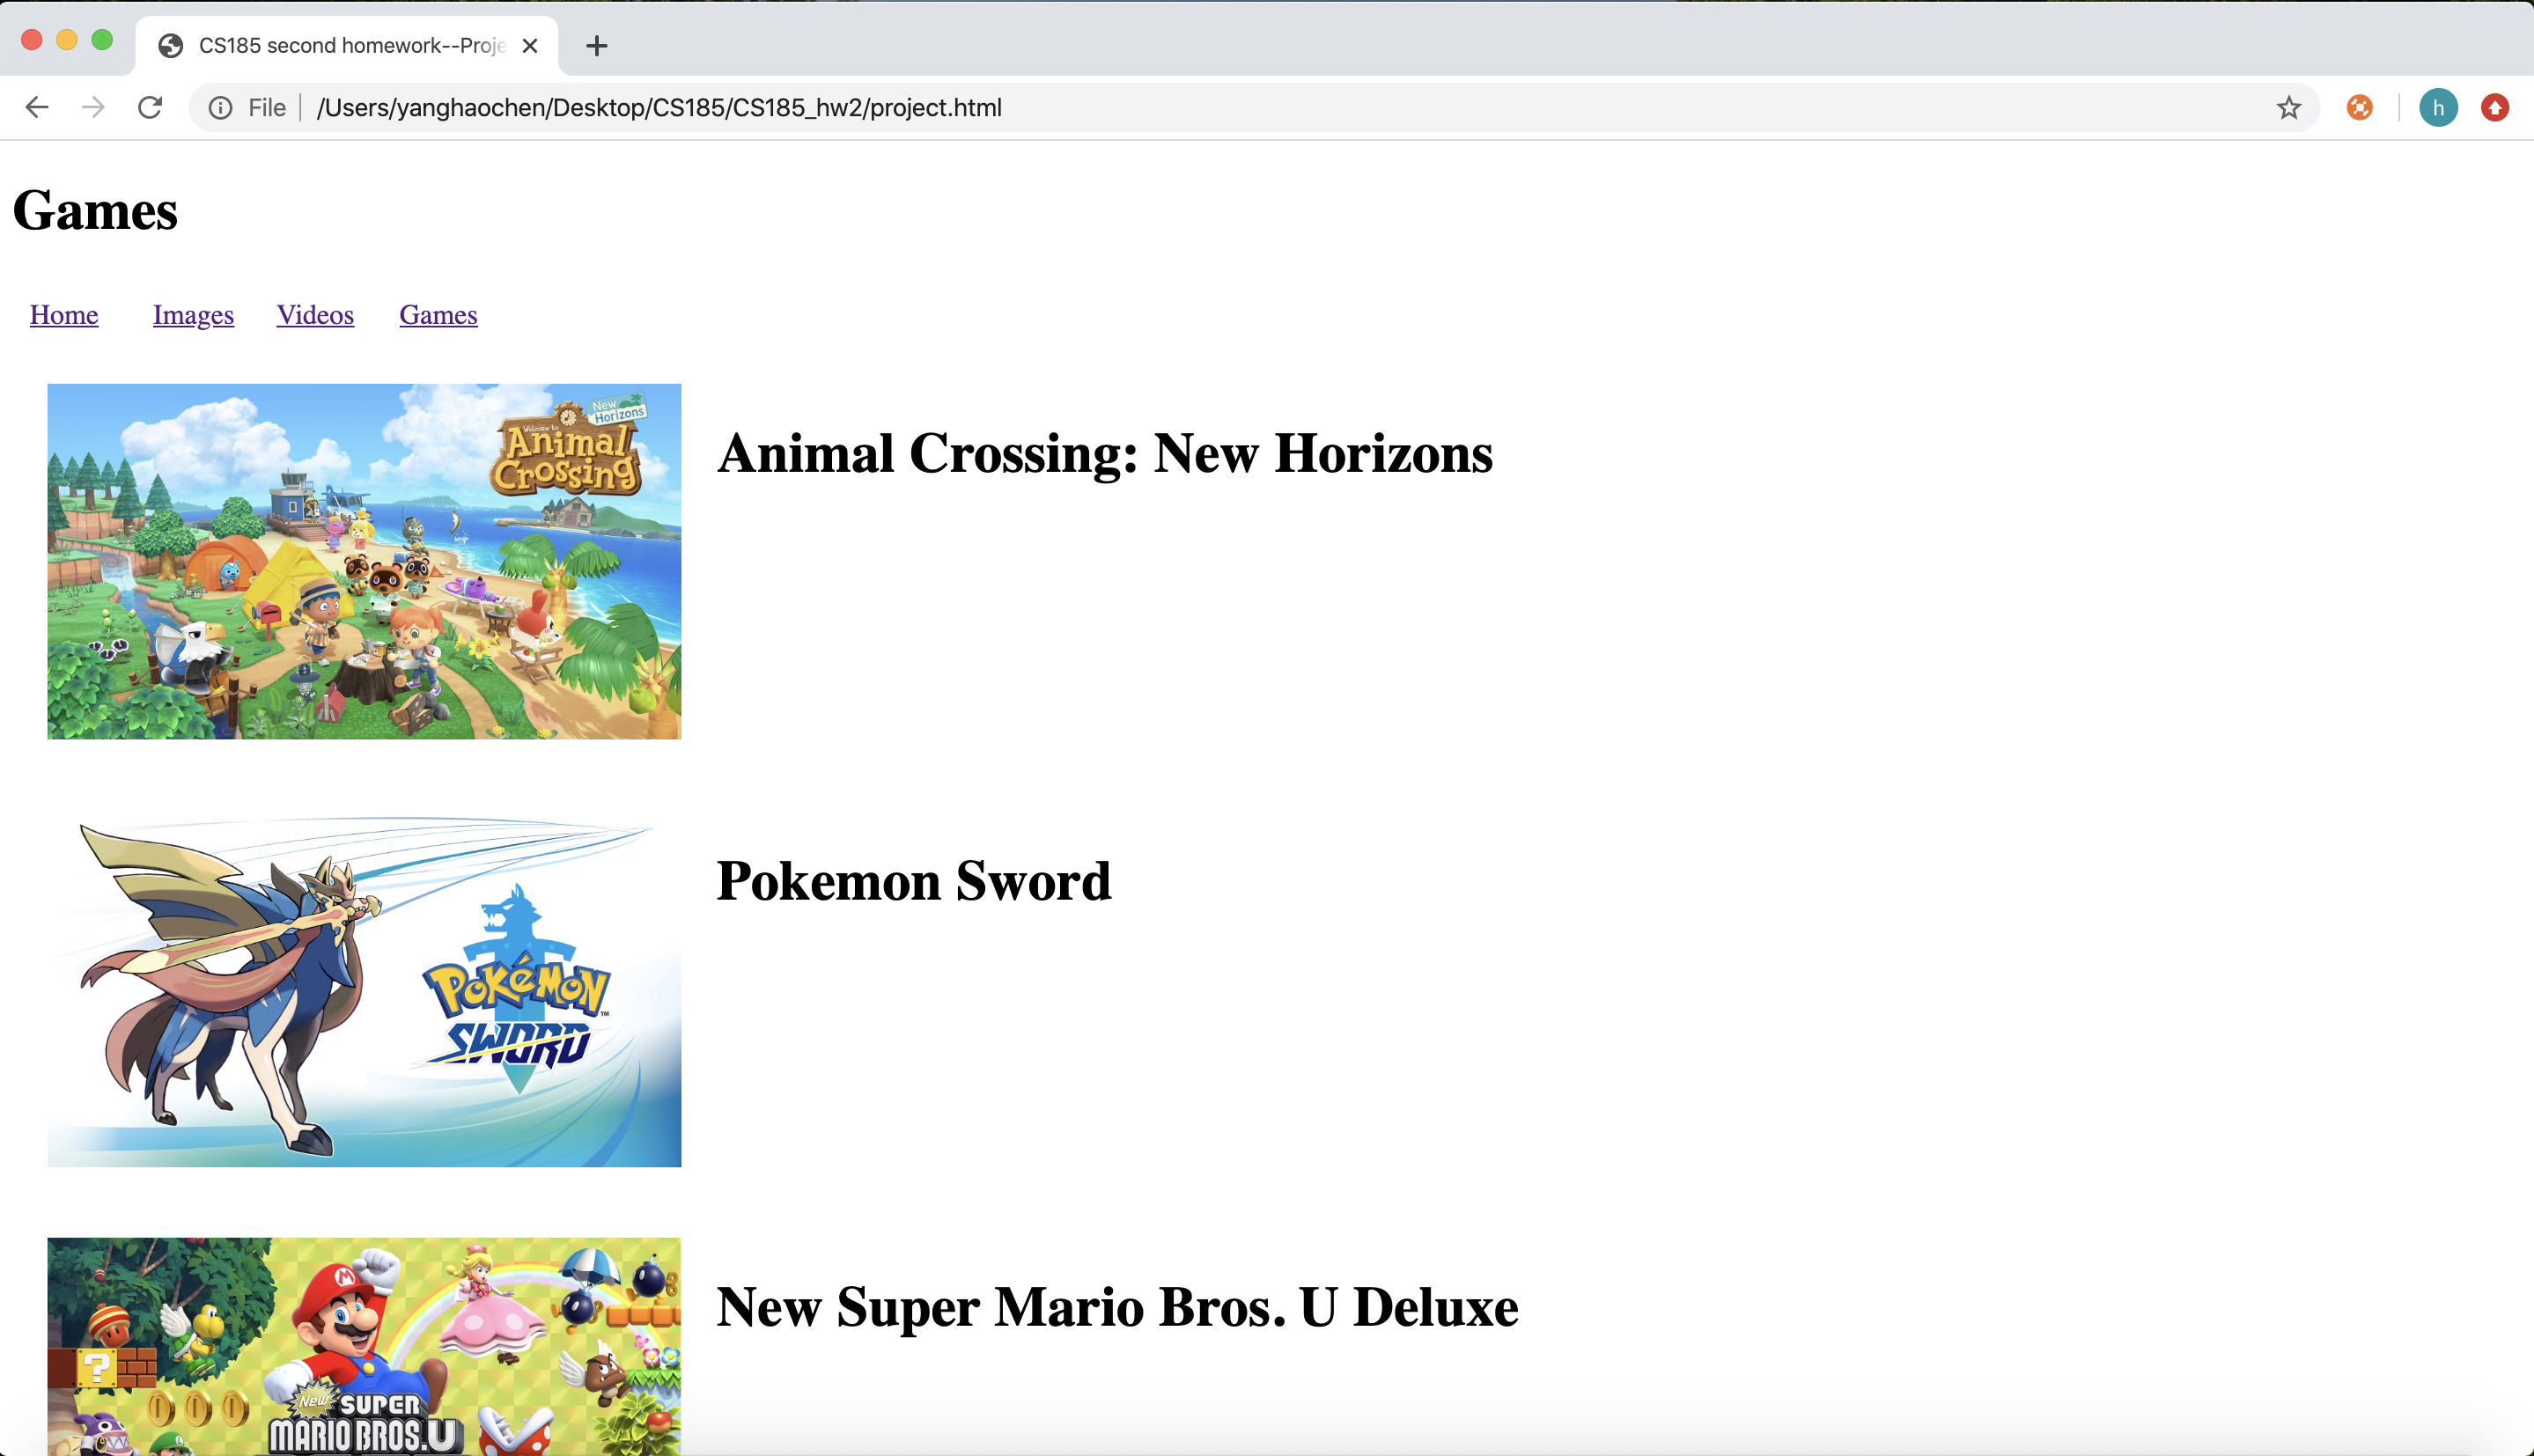 CS185 second homework--Proje
File /Users/yanghaochen/Desktop/CS185/CS185_hw2/project.html
h
Games
Home Images Videos Games
New Horizons
Welcome to
Animal Crossing
Animal Crossing: New Horizons
Pokemon Sword
POKéMON
TM
SWORD
New Super Mario Bros. U Deluxe
M
?
New
SUPER
MARIO BROS. U